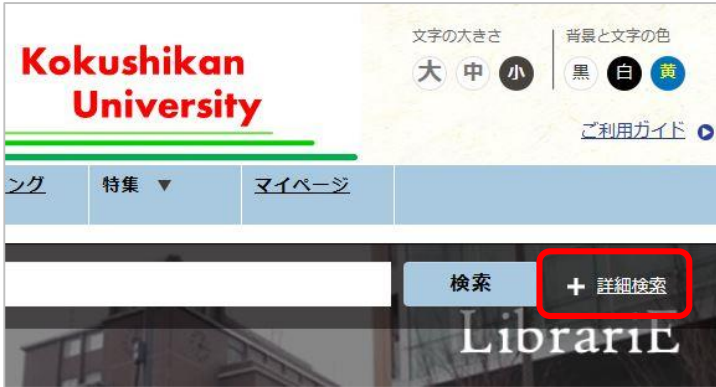 Kokushikan
University
文字の大きさ
大 中 小
背景と文字の色
黒 白 黄
ご利用ガイド
ング 特集 ▼ マイページ
検索 + 詳細検索
LibrariE